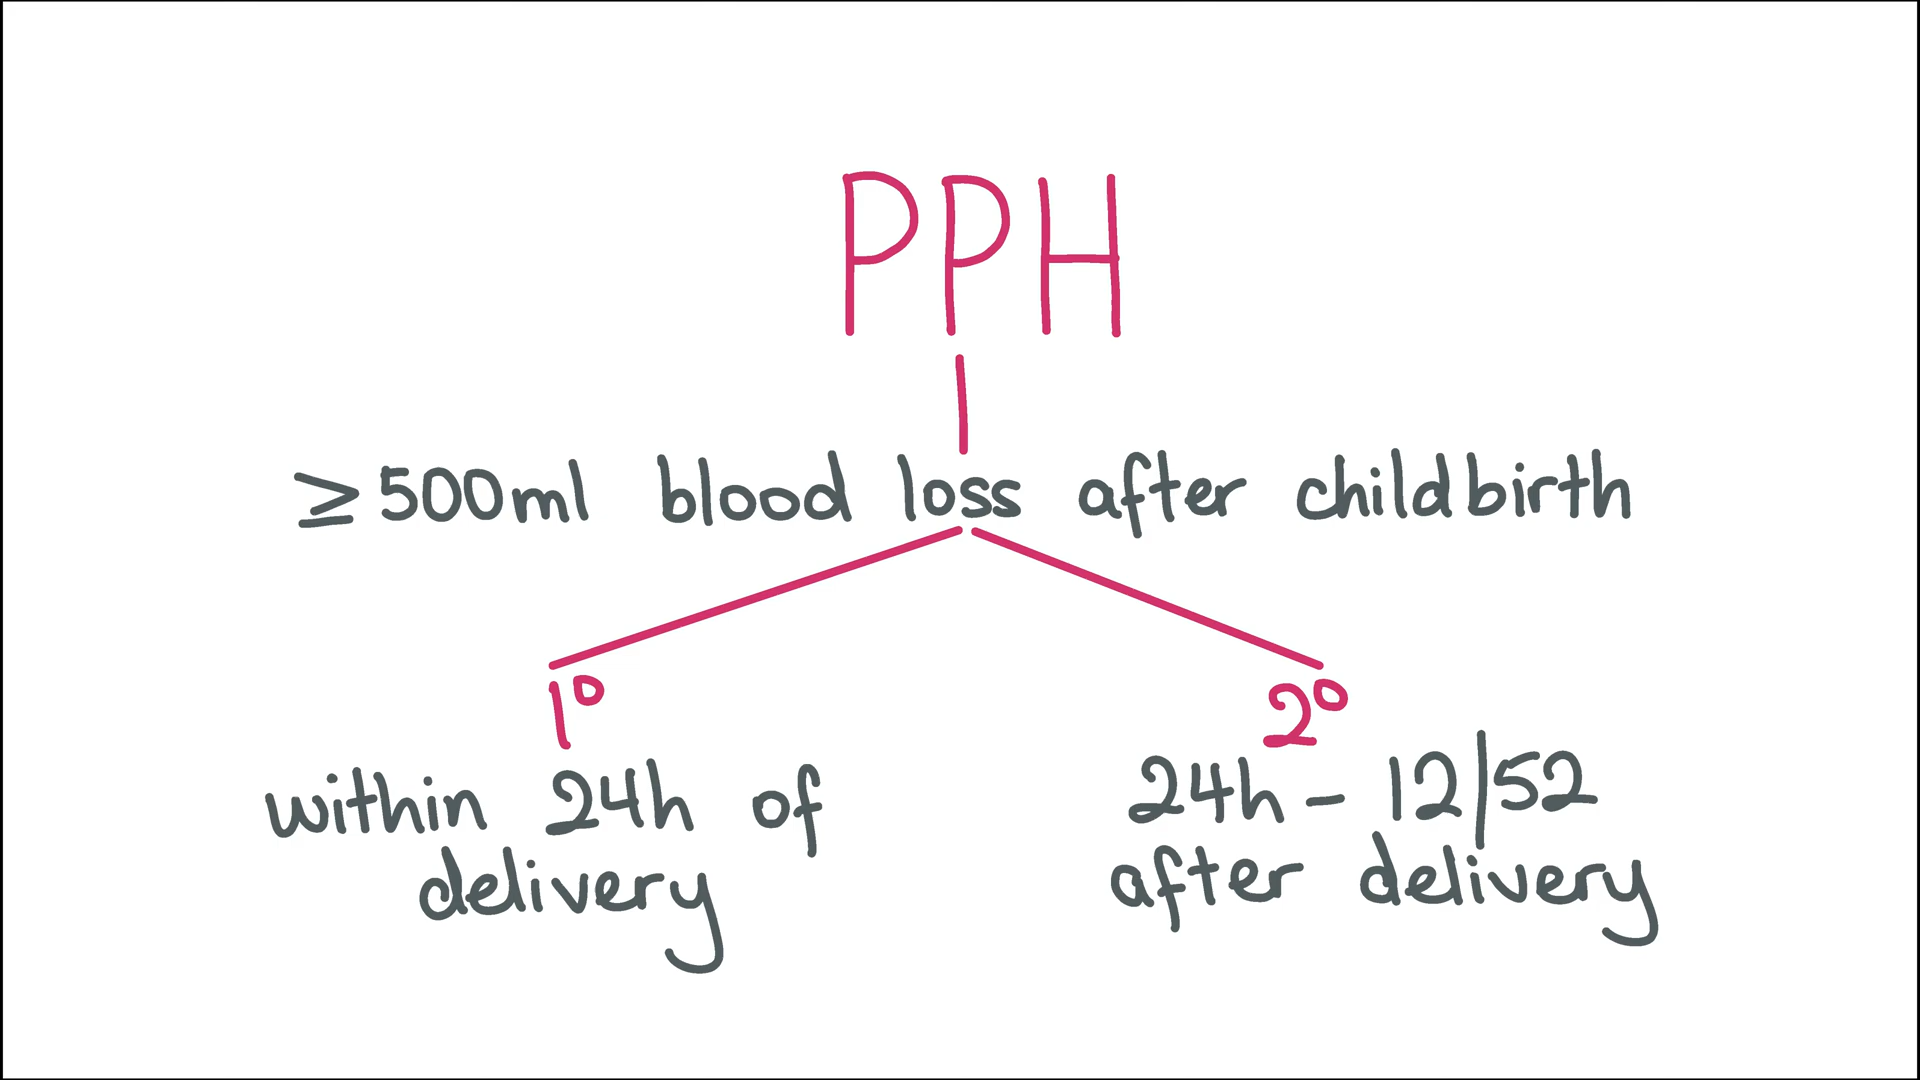 PPH
≥500ml blood loss after childbirth
1°
2°
within 24h of
delivery
24h - 12/52
after delivery